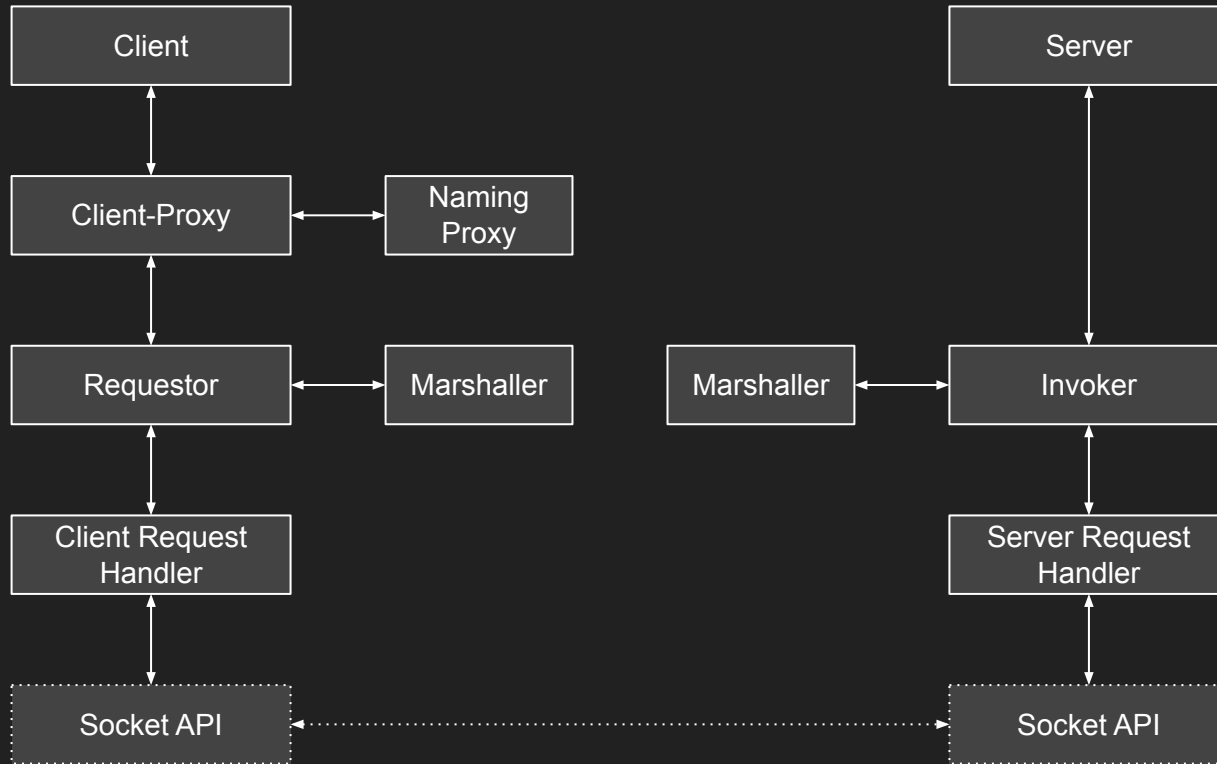 Client
Server
Client-Proxy
Naming
Proxy
Requestor
Marshaller
Marshaller
Invoker
Client Request
Handler
Server Request
Handler
Socket API
Socket API